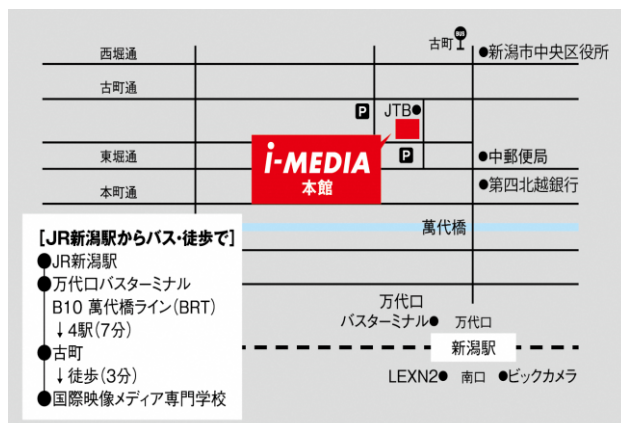 古町
BUS
西堀通
●新潟市中央区役所
古町通
P
JTB●
i-MEDIA
本館
東堀通
P
●中郵便局
本町通
●第四北越銀行
萬代橋
[JR新潟駅からバス・徒歩で]
●JR新潟駅
●万代口バスターミナル
B10 萬代橋ライン(BRT)
↓4駅(7分)
●古町
↓徒歩(3分)
●国際映像メディア専門学校
万代口
バスターミナル●
万代口
新潟駅
LEXN2●
南口
●ビックカメラ